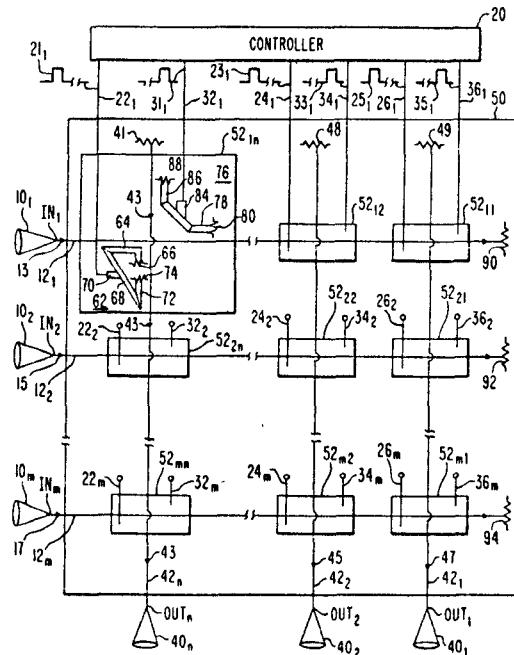 20
CONTROLLER
21₁
22₁
31₁
32₁
23₁
24₁
33₁
34₁
25₁
26₁
35₁
36₁
50
41
52₁ₙ
48
49
88
86
76
84
78
80
43
64
66
74
70
68
72
62
10₁
IN₁
13
12₁
52₁₂
52₁₁
90
10₂
IN₂
15
12₂
22₂
43
32₂
52₂ₙ
24₂
52₂₂
34₂
26₂
52₂₁
36₂
92
10ₘ
INₘ
17
12ₘ
22ₘ
52ₘₙ
32ₘ
24ₘ
52ₘ₂
34ₘ
26ₘ
52ₘ₁
36ₘ
94
43
42ₙ
45
42₂
47
42₁
OUTₙ
OUT₂
OUT₁
40ₙ
40₂
40₁